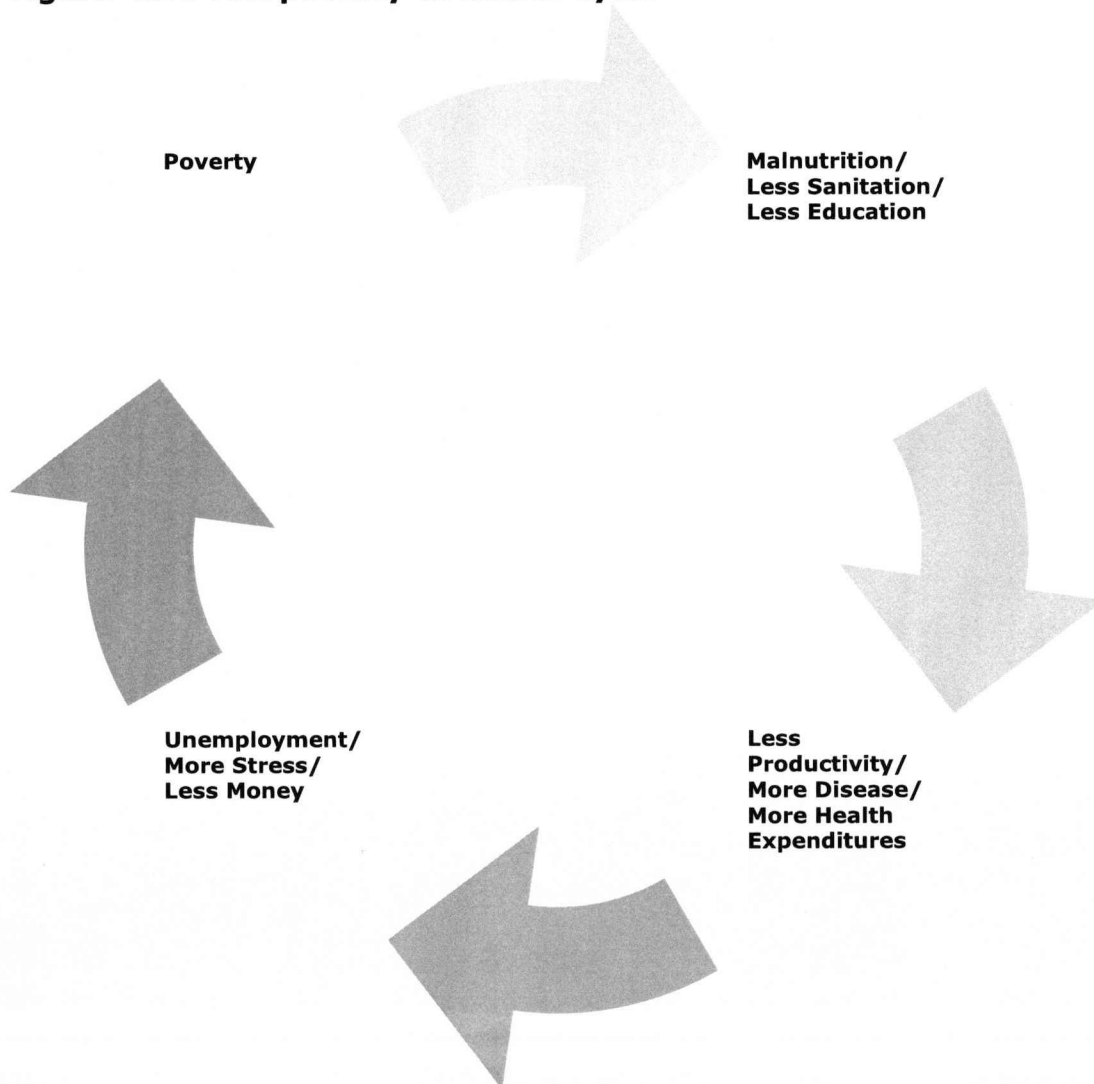 Poverty
Malnutrition/
Less Sanitation/
Less Education
Less
Productivity/
More Disease/
More Health
Expenditures
Unemployment/
More Stress/
Less Money